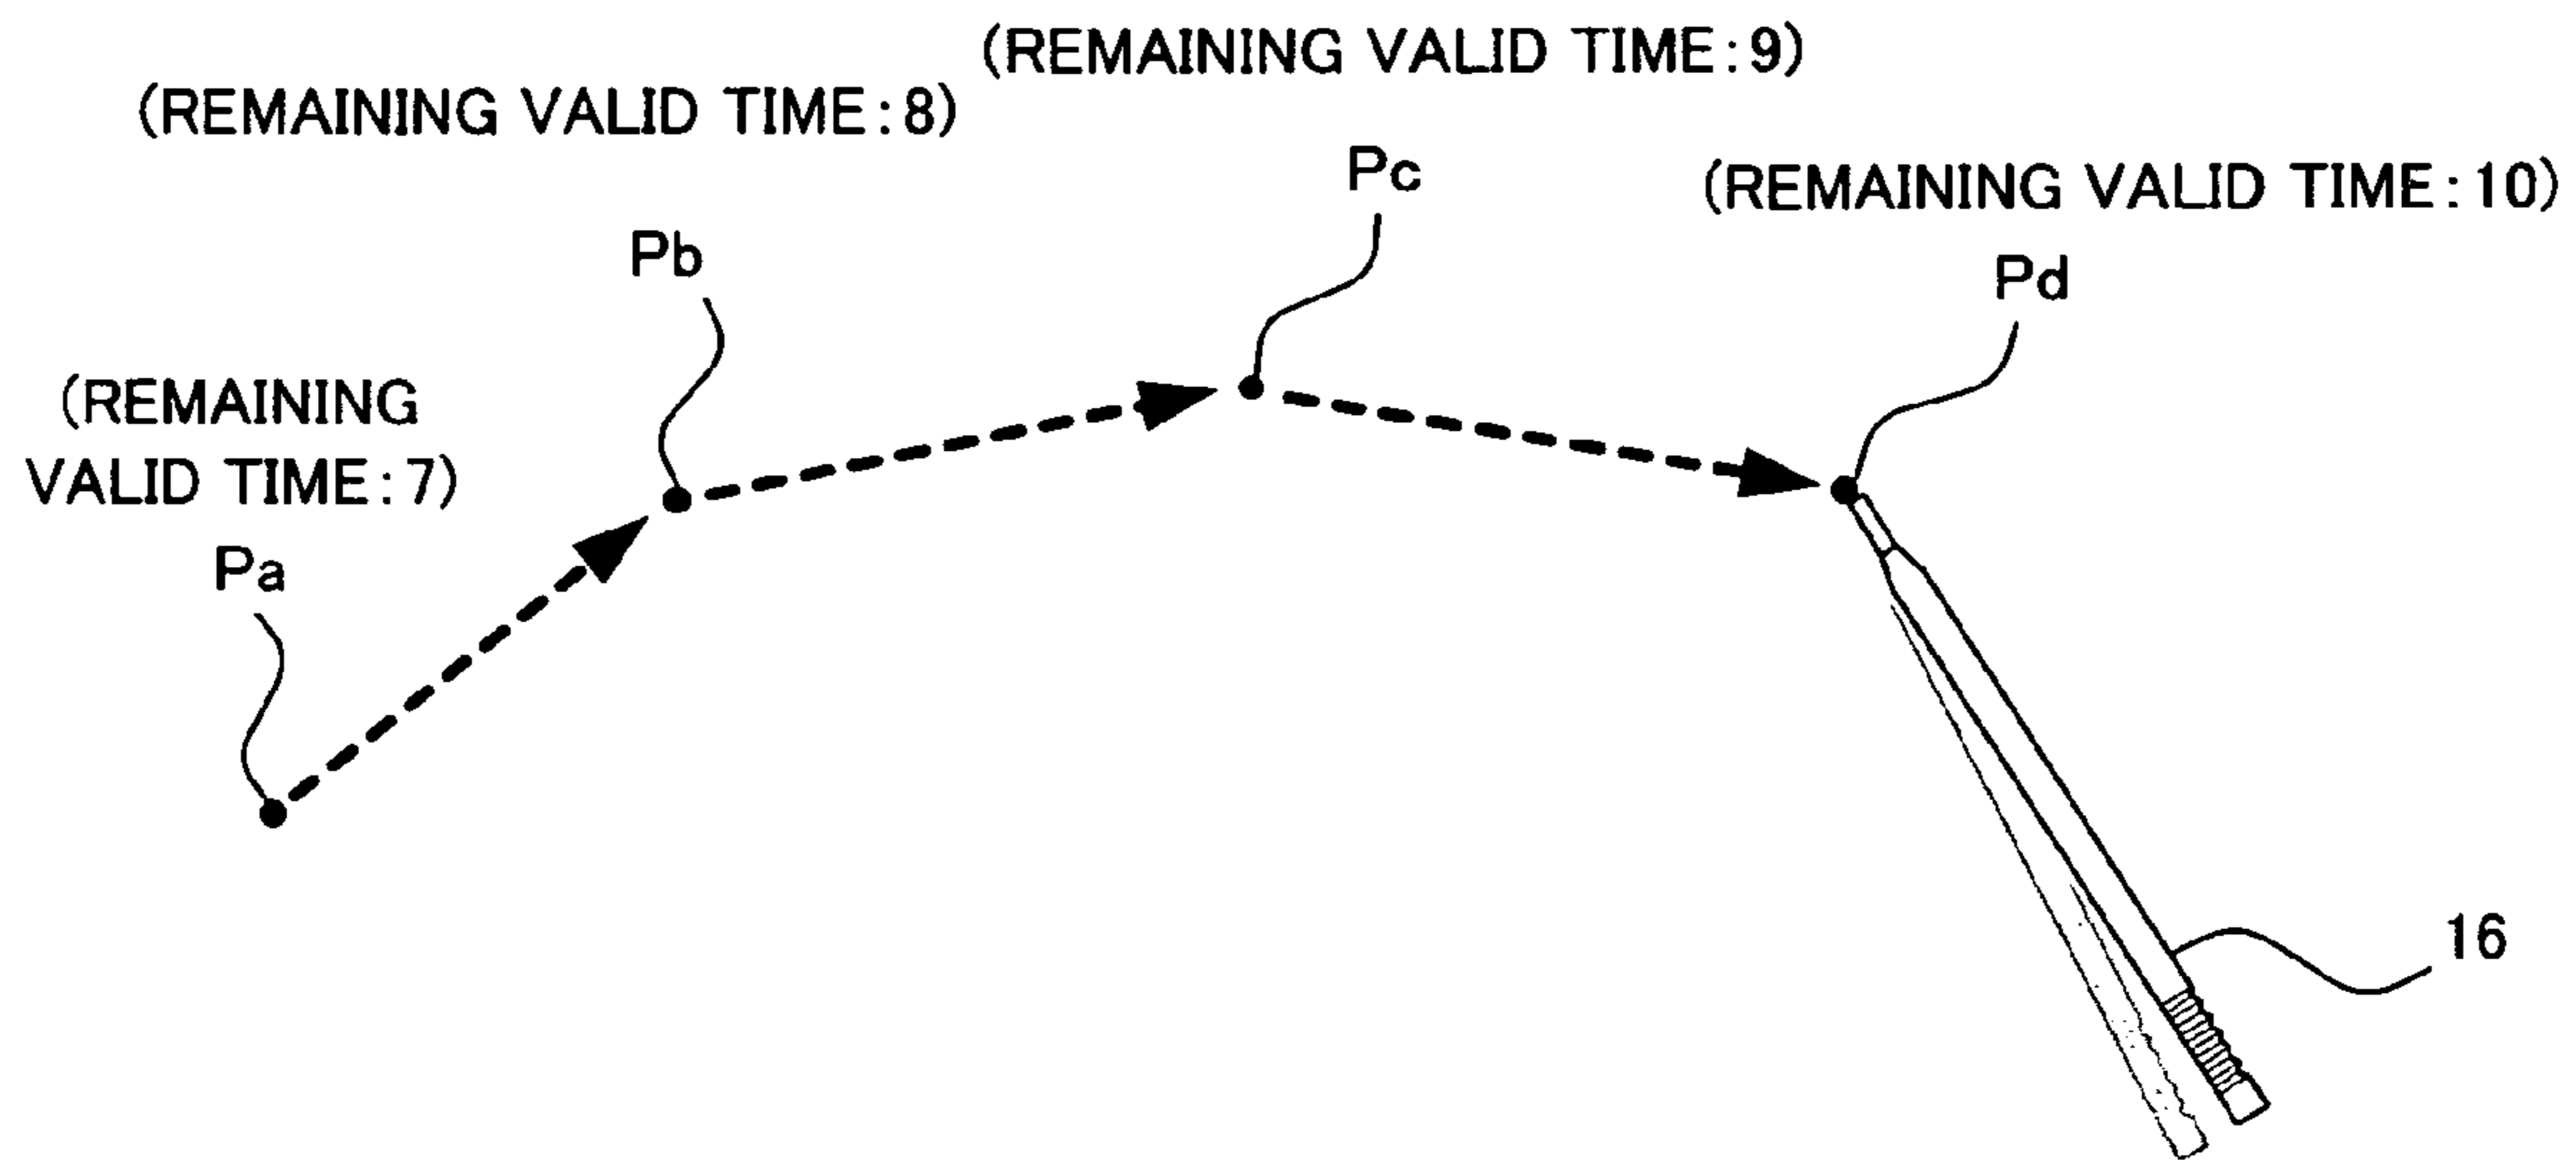 (REMAINING VALID TIME:9)
(REMAINING VALID TIME:8)
Pc
(REMAINING VALID TIME:10)
Pb
Pd
(REMAINING
VALID TIME:7)
Pa
16